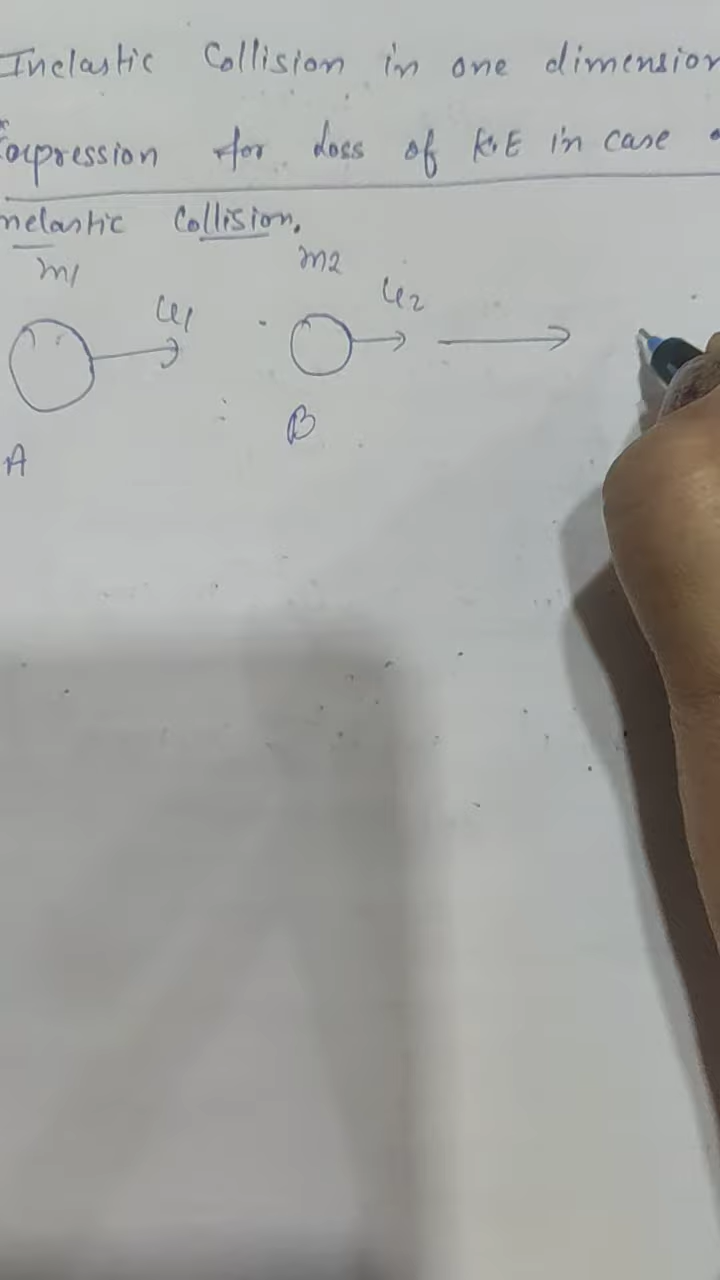 Inelastic Collision in one dimension
Expression for Loss of K.E in case o
nelastic Collision.
m1
m2
u1
u2
A
B